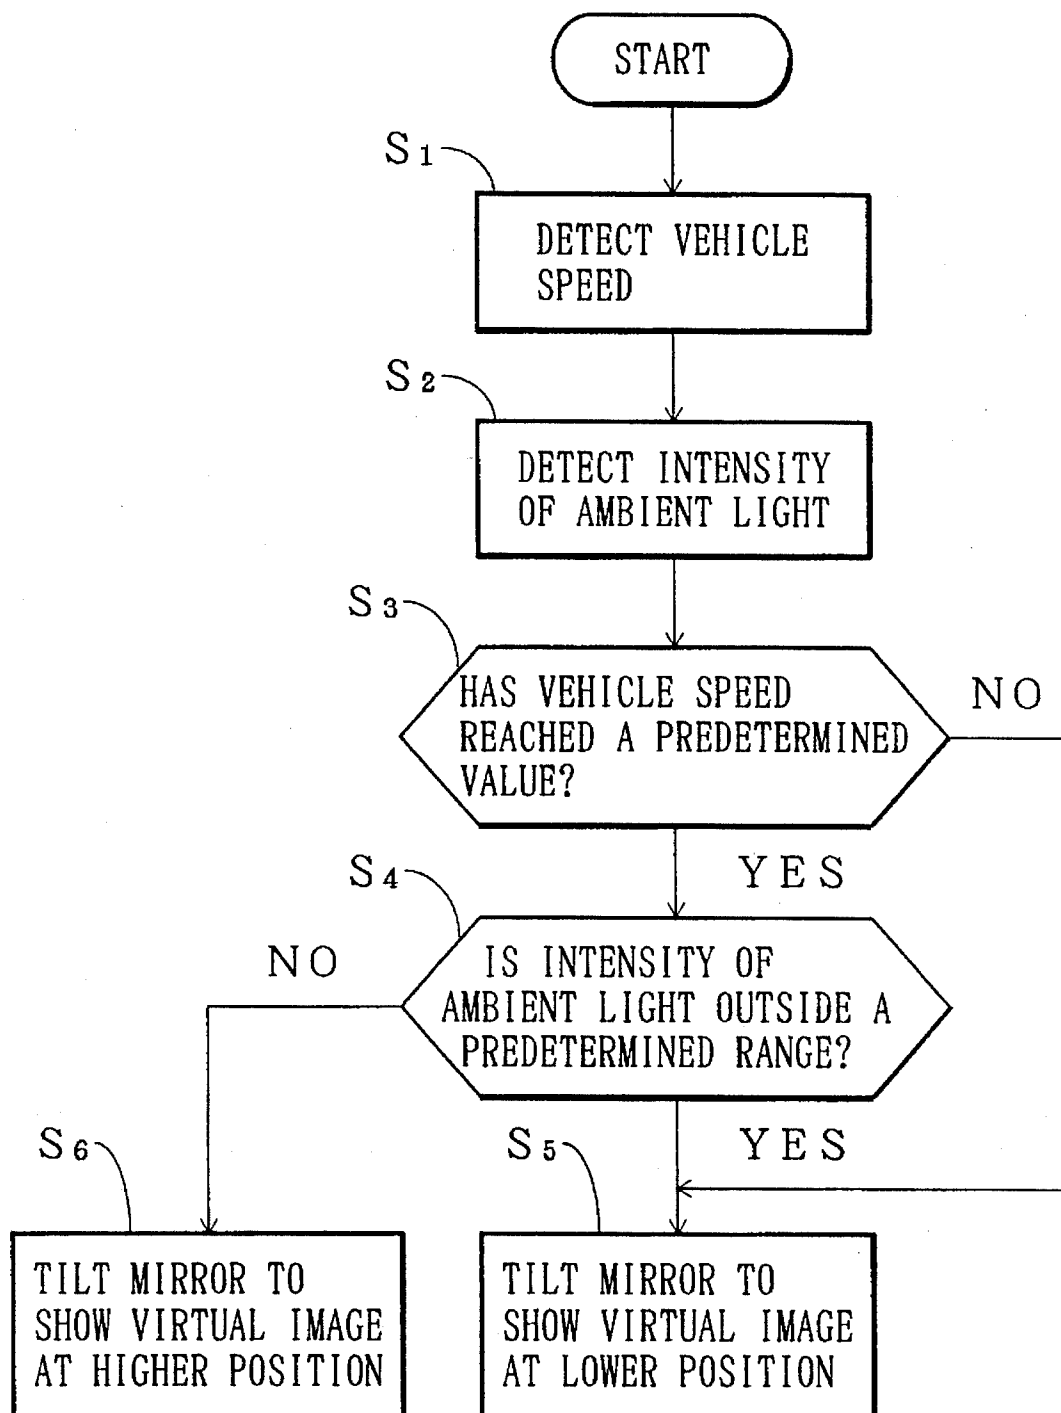 START
S1
DETECT VEHICLE
SPEED
S2
DETECT INTENSITY
OF AMBIENT LIGHT
S3
HAS VEHICLE SPEED
REACHED A PREDETERMINED
VALUE?
NO
YES
S4
IS INTENSITY OF
AMBIENT LIGHT OUTSIDE A
PREDETERMINED RANGE?
NO
YES
S6
TILT MIRROR TO
SHOW VIRTUAL IMAGE
AT HIGHER POSITION
S5
TILT MIRROR TO
SHOW VIRTUAL IMAGE
AT LOWER POSITION